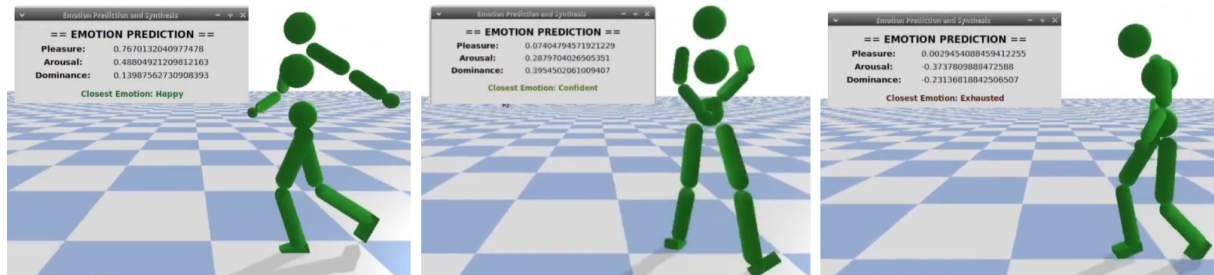 Emotion Prediction and Synthesis
== EMOTION PREDICTION ==
Pleasure: 0.7670132040977478
Arousal: 0.48804921209812163
Dominance: 0.13987562730908393
Closest Emotion: Happy
Emotion Prediction and Synthesis
== EMOTION PREDICTION ==
Pleasure: 0.07404794571921229
Arousal: 0.2879704026505351
Dominance: 0.3954502061009407
Closest Emotion: Confident
Emotion Prediction and Synthesis
== EMOTION PREDICTION ==
Pleasure: 0.0029454088459412255
Arousal: -0.3737809888472588
Dominance: -0.23136818842506507
Closest Emotion: Exhausted